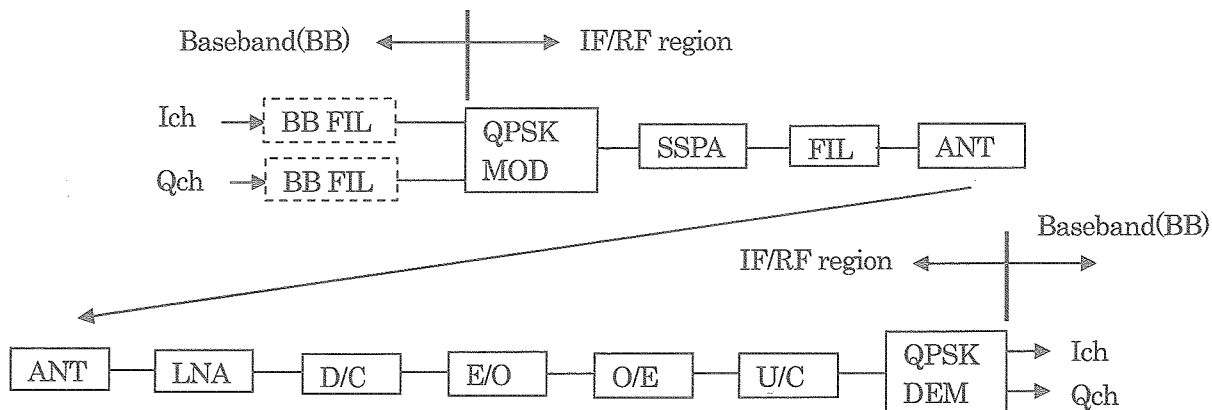 Baseband(BB) IF/RF region
Ich BB FIL
QPSK MOD SSPA FIL ANT
Qch BB FIL
Baseband(BB)
IF/RF region
ANT LNA D/C E/O O/E U/C QPSK DEM Ich
Qch